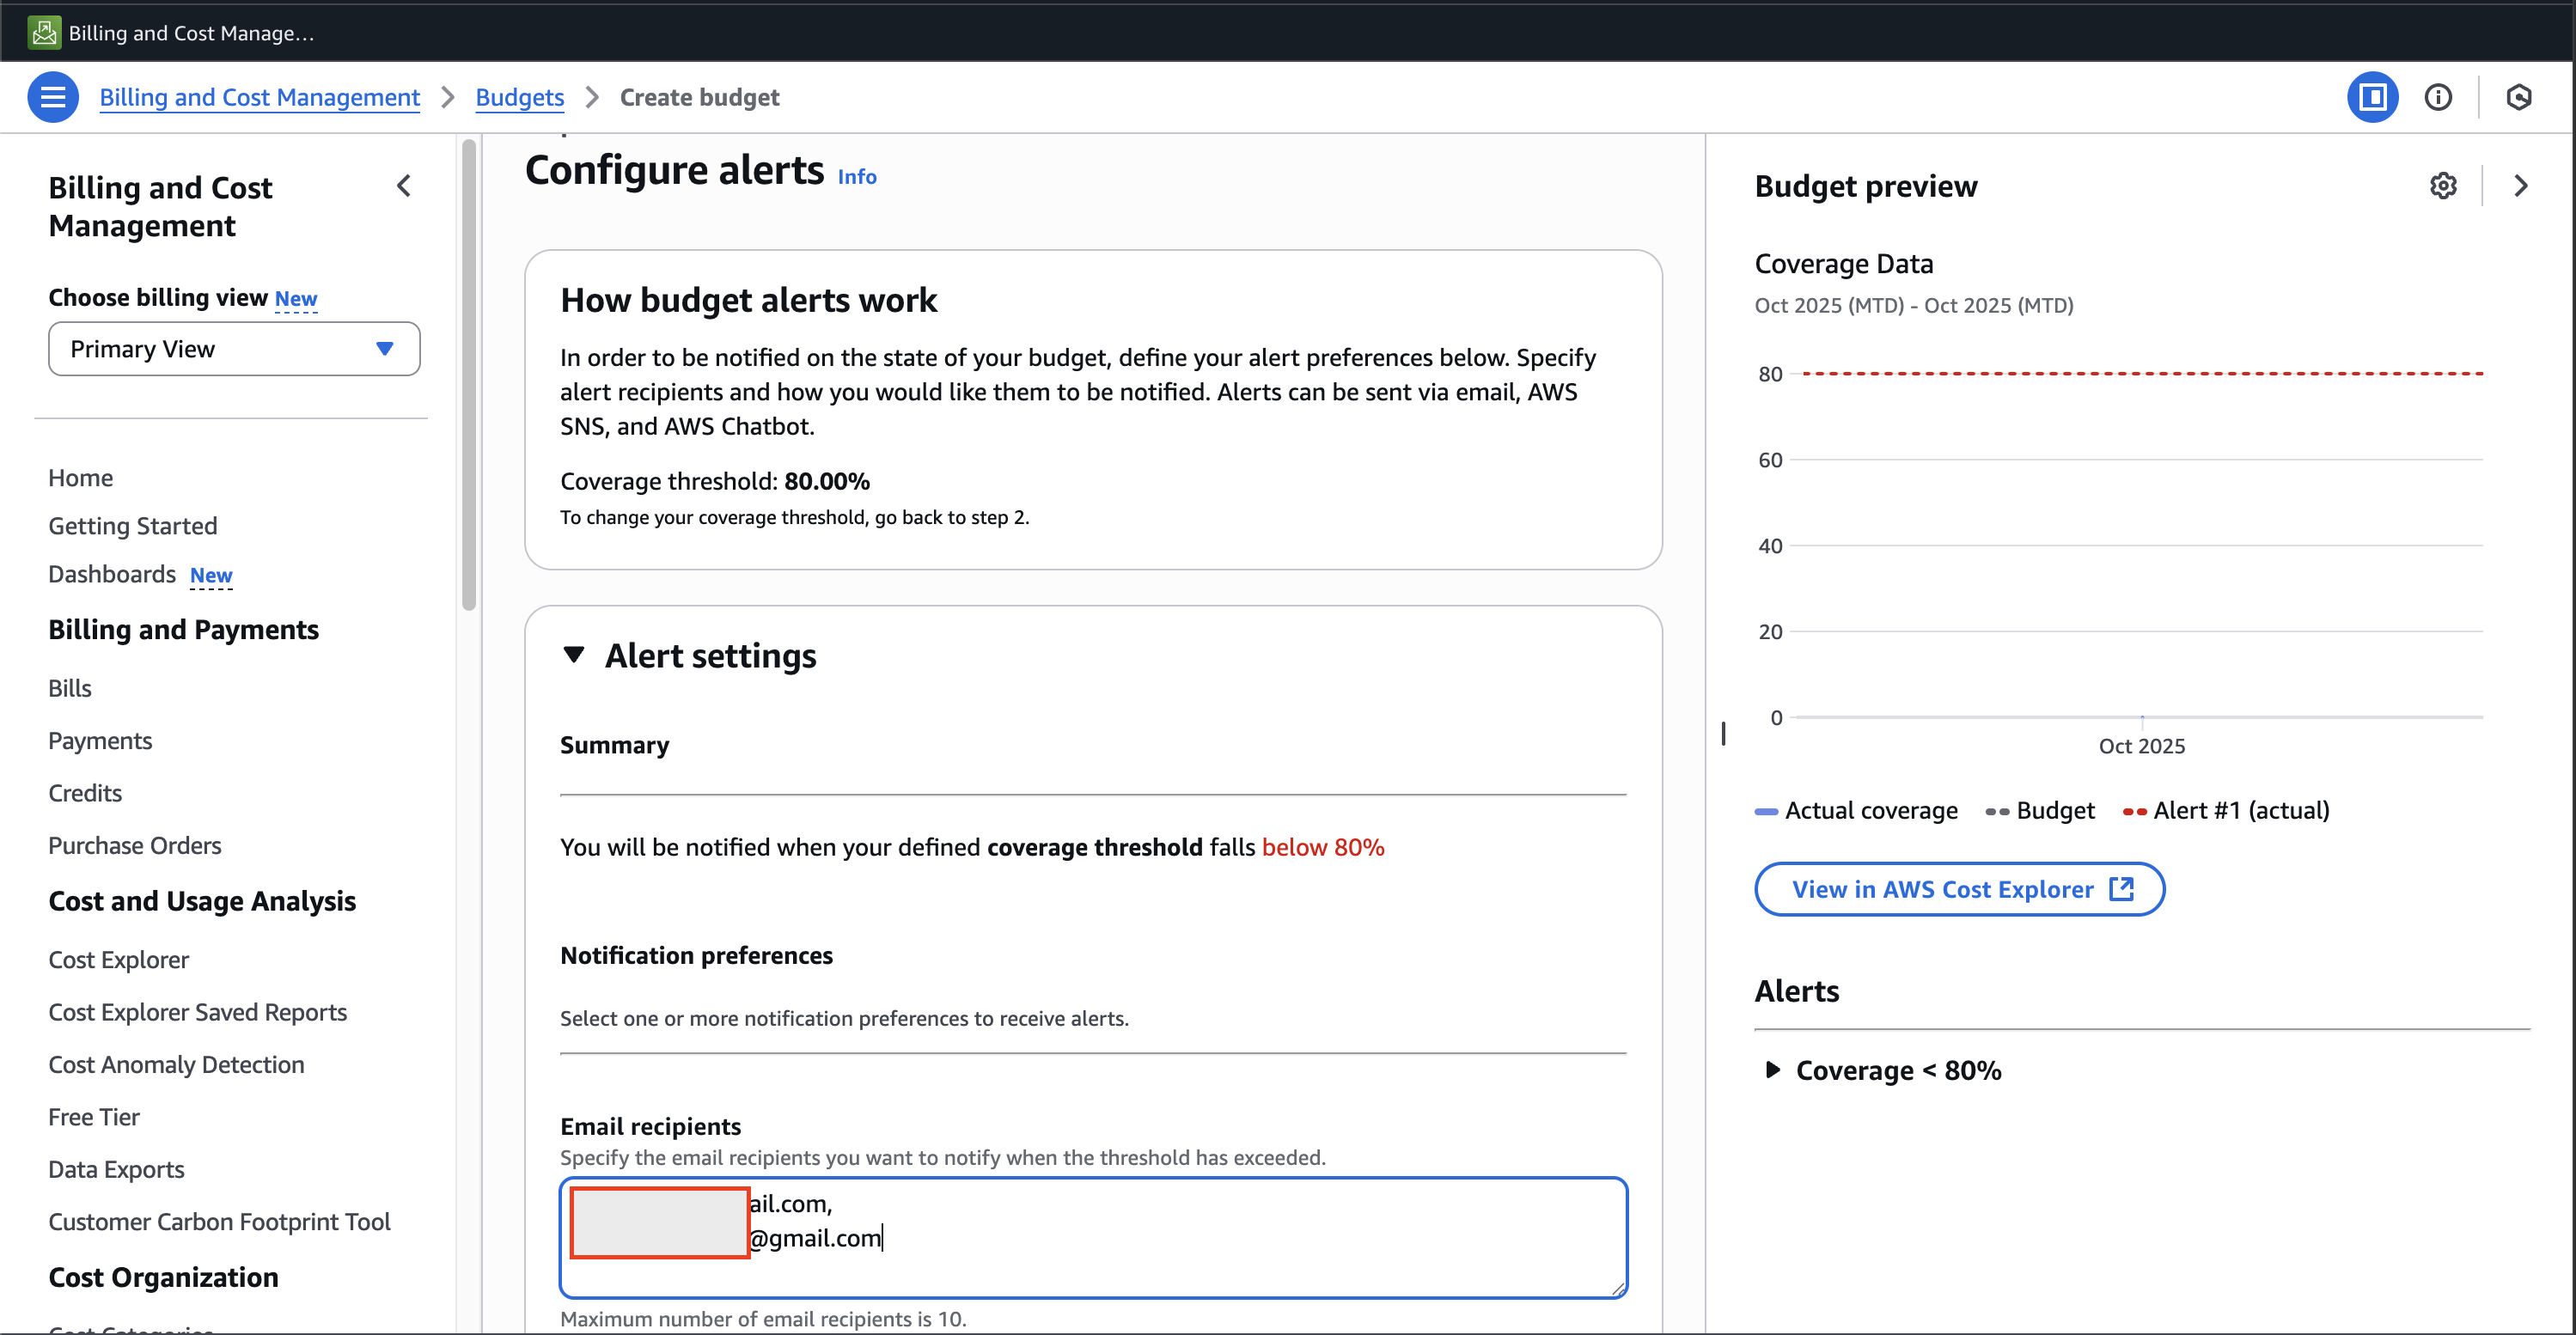 Billing and Cost Manage...
Billing and Cost Management
Budgets
Create budget
Billing and Cost
Management
Choose billing view New
Primary View
Home
Getting Started
Dashboards New
Billing and Payments
Bills
Payments
Credits
Purchase Orders
Cost and Usage Analysis
Cost Explorer
Cost Explorer Saved Reports
Cost Anomaly Detection
Free Tier
Data Exports
Customer Carbon Footprint Tool
Cost Organization
Configure alerts Info
How budget alerts work
In order to be notified on the state of your budget, define your alert preferences below. Specify
alert recipients and how you would like them to be notified. Alerts can be sent via email, AWS
SNS, and AWS Chatbot.
Coverage threshold: 80.00%
To change your coverage threshold, go back to step 2.
Alert settings
Summary
You will be notified when your defined coverage threshold falls below 80%
Notification preferences
Select one or more notification preferences to receive alerts.
Email recipients
Specify the email recipients you want to notify when the threshold has exceeded.
ail.com,
@gmail.com
Maximum number of email recipients is 10.
Budget preview
Coverage Data
Oct 2025 (MTD) - Oct 2025 (MTD)
80
60
40
20
0
Oct 2025
Actual coverage Budget Alert #1 (actual)
View in AWS Cost Explorer
Alerts
Coverage < 80%